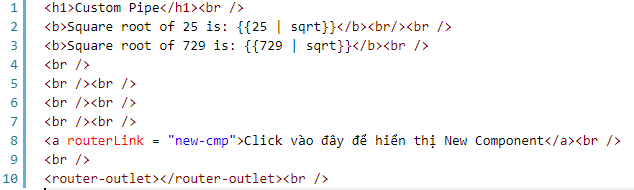 1 <h1>Custom Pipe</h1><br />
2 <b>Square root of 25 is: {{25 | sqrt}}</b><br/><br />
3 <b>Square root of 729 is: {{729 | sqrt}}</b><br />
4 <br />
5 <br /><br />
6 <br /><br />
7 <br /><br />
8 <a routerLink = "new-cmp">Click vào đây để hiển thị New Component</a><br />
9 <br />
10 <router-outlet></router-outlet><br />